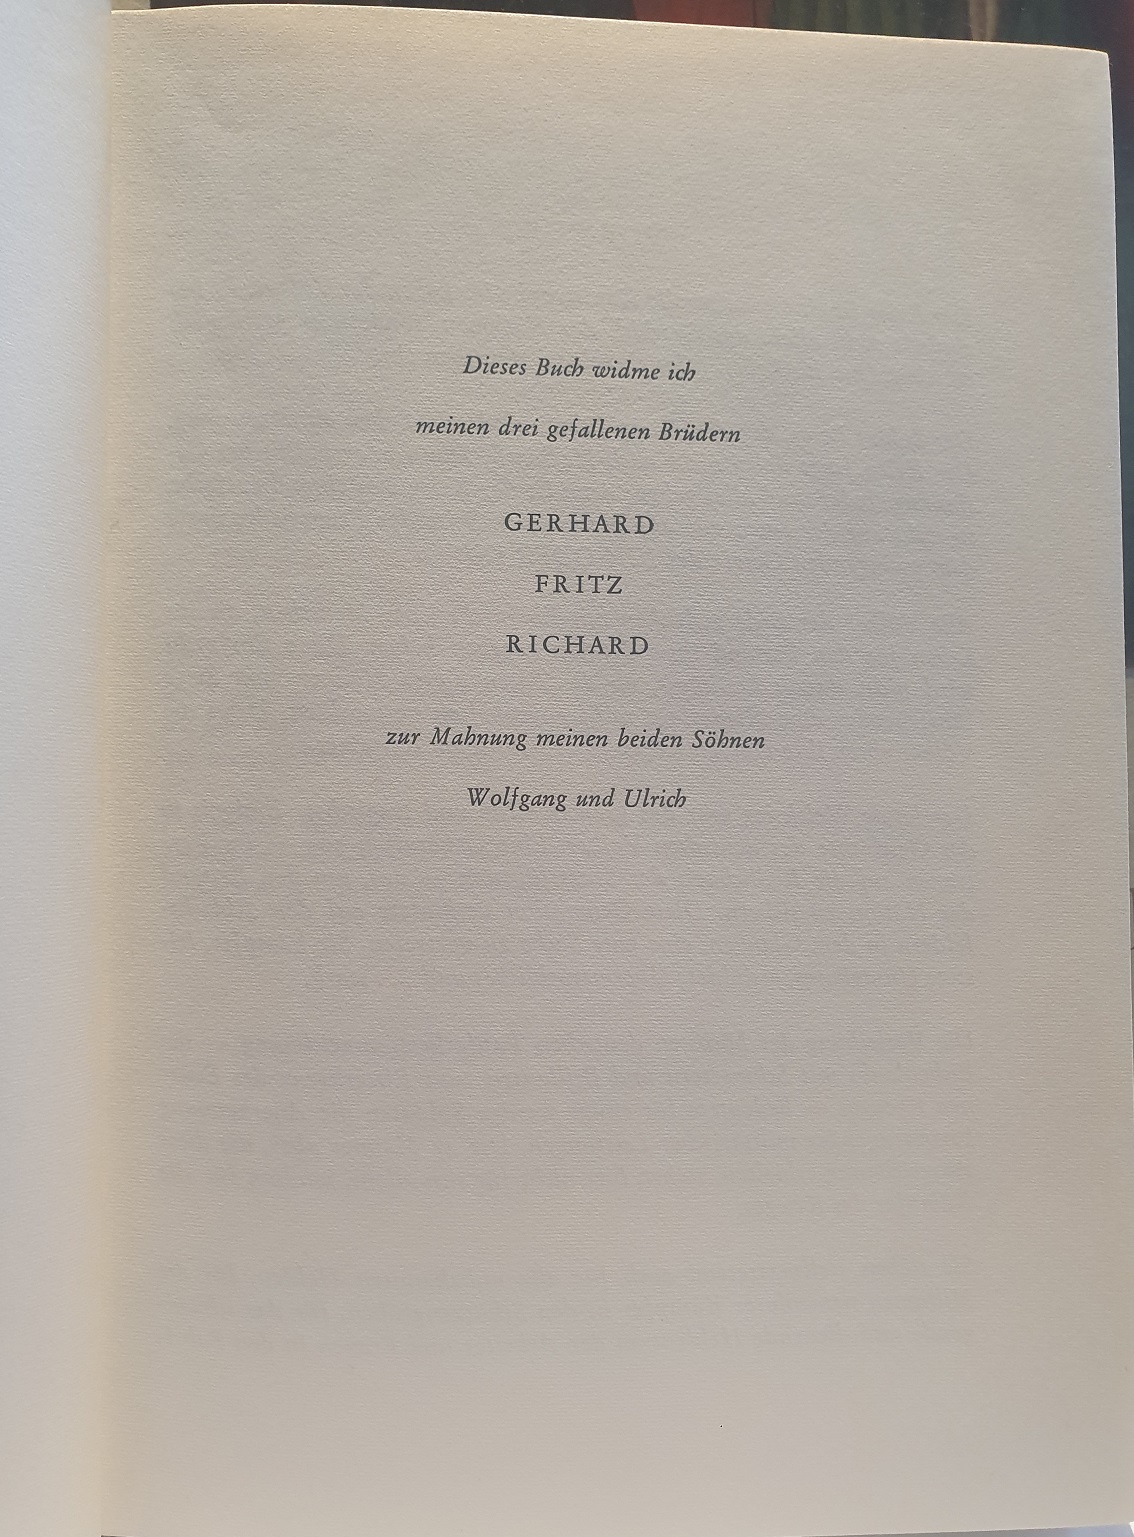 Dieses Buch widme ich
meinen drei gefallenen Brüdern
GERHARD
FRITZ
RICHARD
zur Mahnung meinen beiden Söhnen
Wolfgang und Ulrich